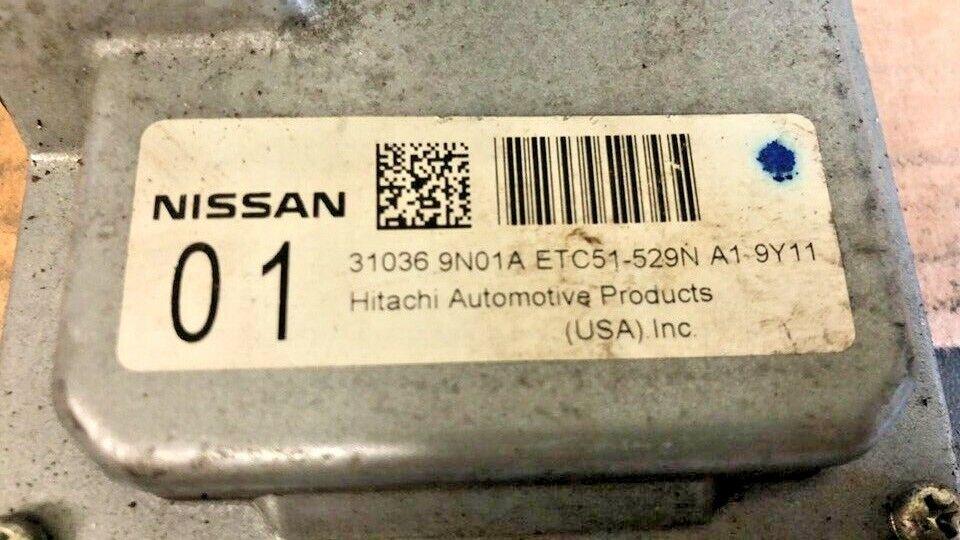 NISSAN
01
31036 9N01A ETC51-529N A1 9Y11
Hitachi Automotive Products
(USA) Inc.